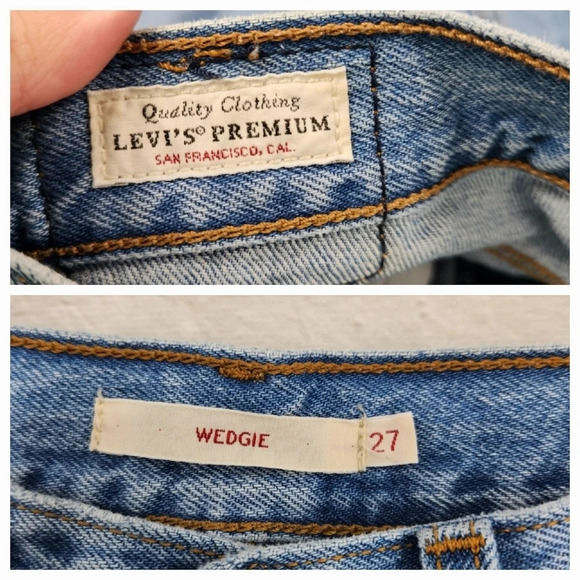 Quality Clothing
LEVI'S® PREMIUM
SAN FRANCISCO, CAL.
WEDGIE 27